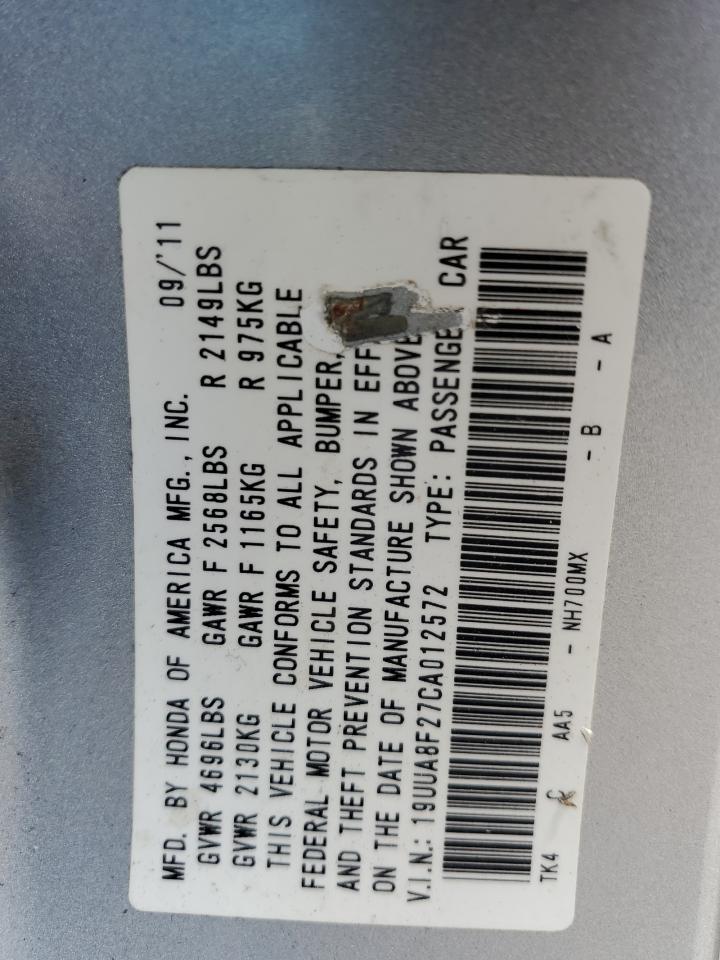 MFD. BY HONDA OF AMERICA MFG., INC. 09/'11
GVWR 4696LBS GAWR F 2568LBS R 2149LBS
GVWR 2130KG GAWR F 1165KG R 975KG
THIS VEHICLE CONFORMS TO ALL APPLICABLE
FEDERAL MOTOR VEHICLE SAFETY, BUMPER,
AND THEFT PREVENTION STANDARDS IN EFF
ON THE DATE OF MANUFACTURE SHOWN ABOVE
V.I.N.: 19UUA8F27CA012572 TYPE: PASSENGE CAR
TK4 C AA5 - NH700MX - B - A